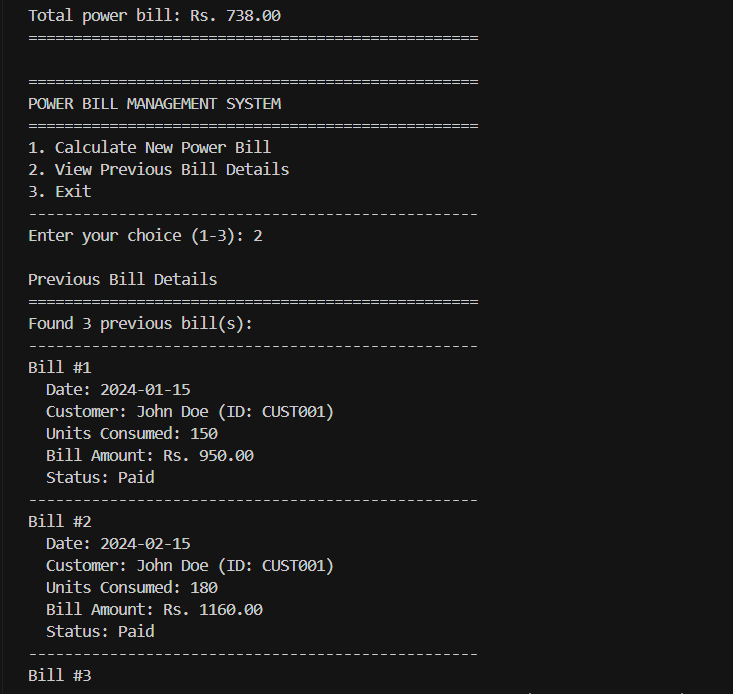 Total power bill: Rs. 738.00
==================================================
==================================================
POWER BILL MANAGEMENT SYSTEM
==================================================
1. Calculate New Power Bill
2. View Previous Bill Details
3. Exit
--------------------------------------------------
Enter your choice (1-3): 2
Previous Bill Details
==================================================
Found 3 previous bill(s):
--------------------------------------------------
Bill #1
  Date: 2024-01-15
  Customer: John Doe (ID: CUST001)
  Units Consumed: 150
  Bill Amount: Rs. 950.00
  Status: Paid
--------------------------------------------------
Bill #2
  Date: 2024-02-15
  Customer: John Doe (ID: CUST001)
  Units Consumed: 180
  Bill Amount: Rs. 1160.00
  Status: Paid
--------------------------------------------------
Bill #3